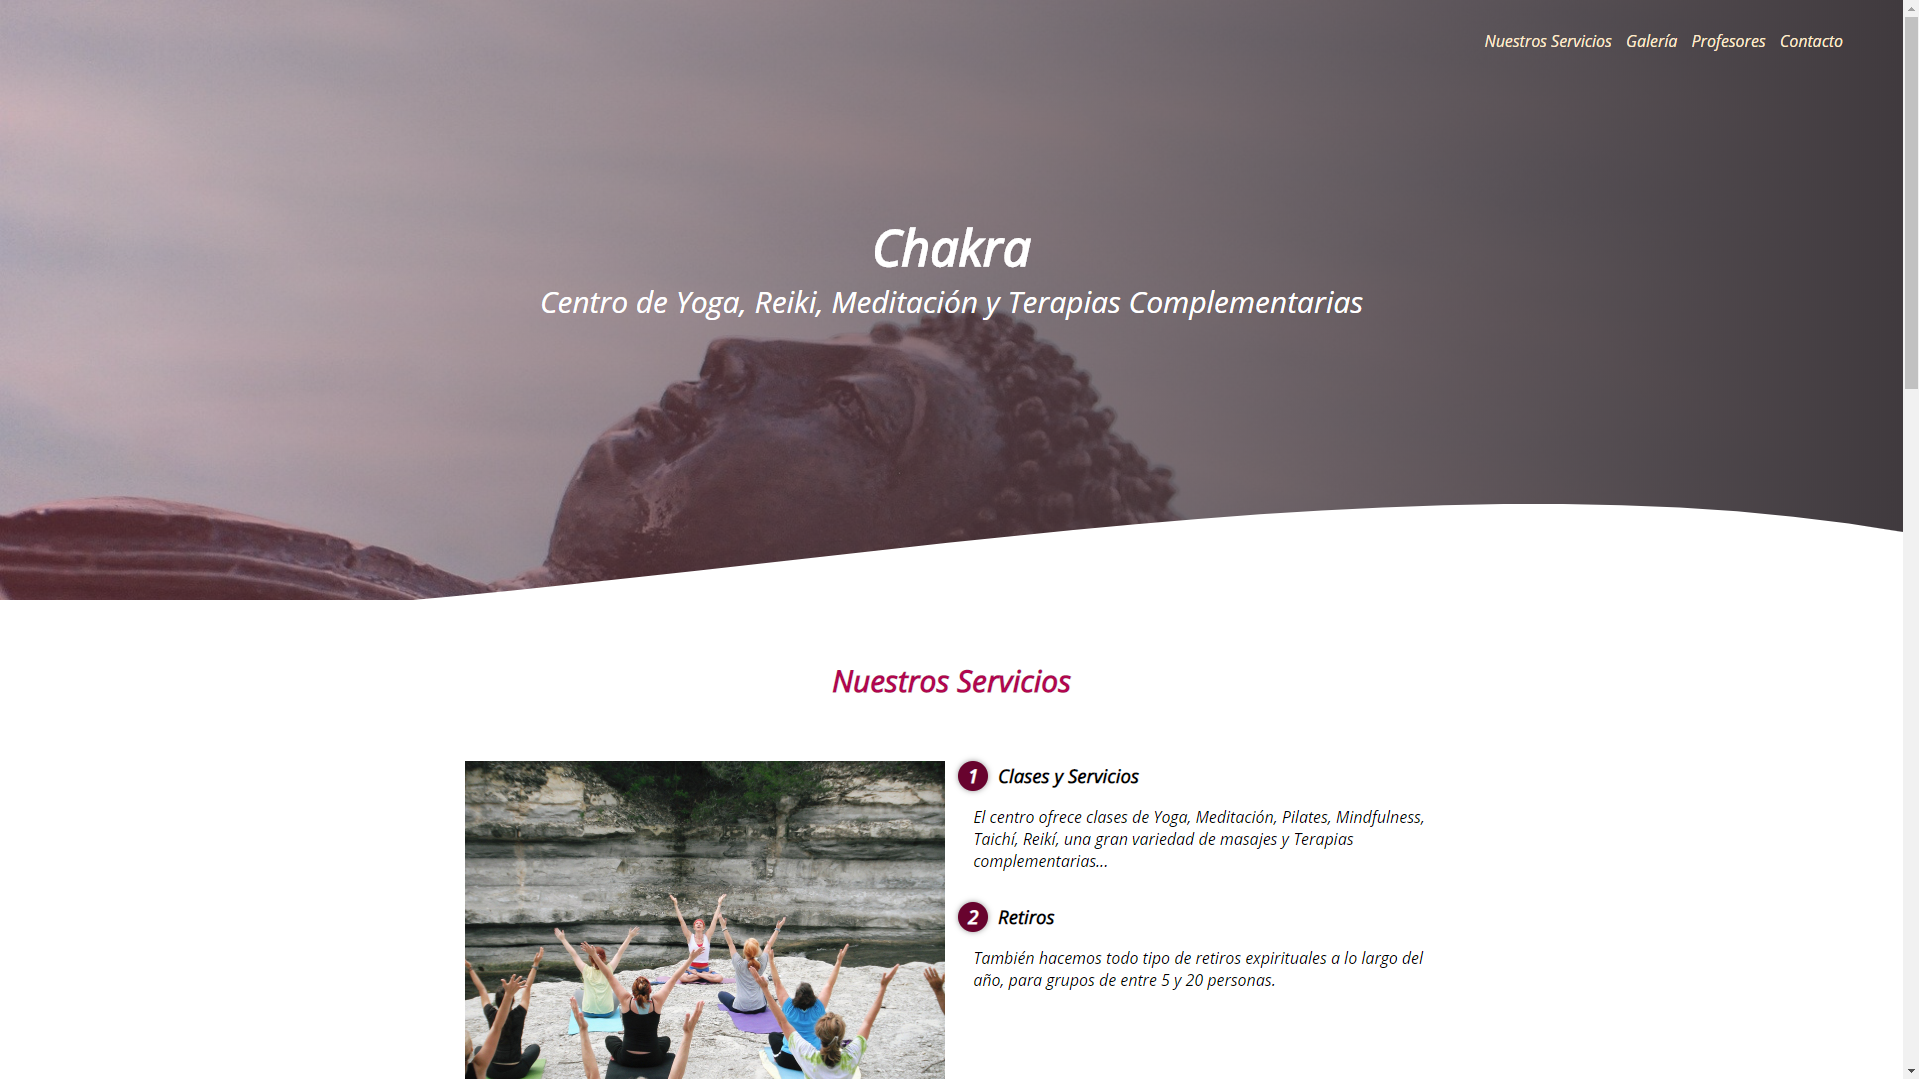 Nuestros Servicios Galería Profesores Contacto
Chakra
Centro de Yoga, Reiki, Meditación y Terapias Complementarias
Nuestros Servicios
1 Clases y Servicios
El centro ofrece clases de Yoga, Meditación, Pilates, Mindfulness,
Taichí, Reikí, una gran variedad de masajes y Terapias
complementarias...
2 Retiros
También hacemos todo tipo de retiros expirituales a lo largo del
año, para grupos de entre 5 y 20 personas.